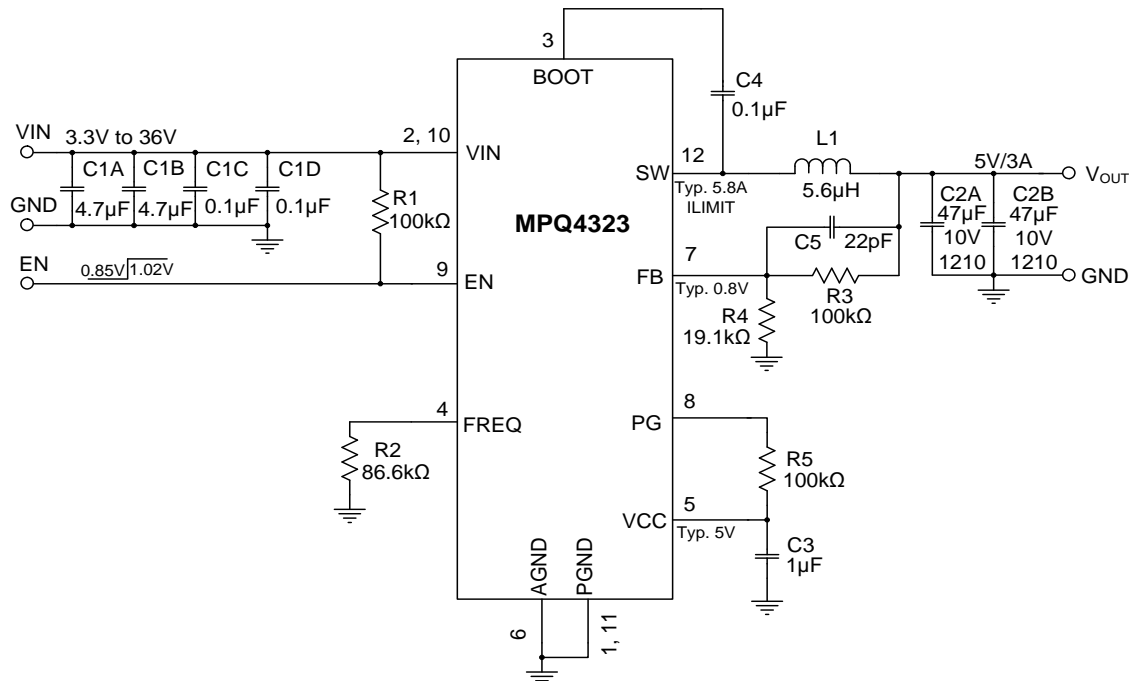 3
BOOT
C4
0.1µF
VIN
3.3V to 36V
2, 10
VIN
C1A
C1B
C1C
C1D
4.7µF
4.7µF
0.1µF
0.1µF
GND
R1
100kΩ
EN
0.85V
1.02V
9
EN
MPQ4323
12
SW
Typ. 5.8A
ILIMIT
L1
5.6µH
5V/3A
VOUT
C2A
47µF
10V
1210
C2B
47µF
10V
1210
GND
C5
22pF
7
FB
Typ. 0.8V
R3
100kΩ
R4
19.1kΩ
4
FREQ
R2
86.6kΩ
8
PG
R5
100kΩ
5
VCC
Typ. 5V
C3
1µF
AGND
PGND
6
1, 11